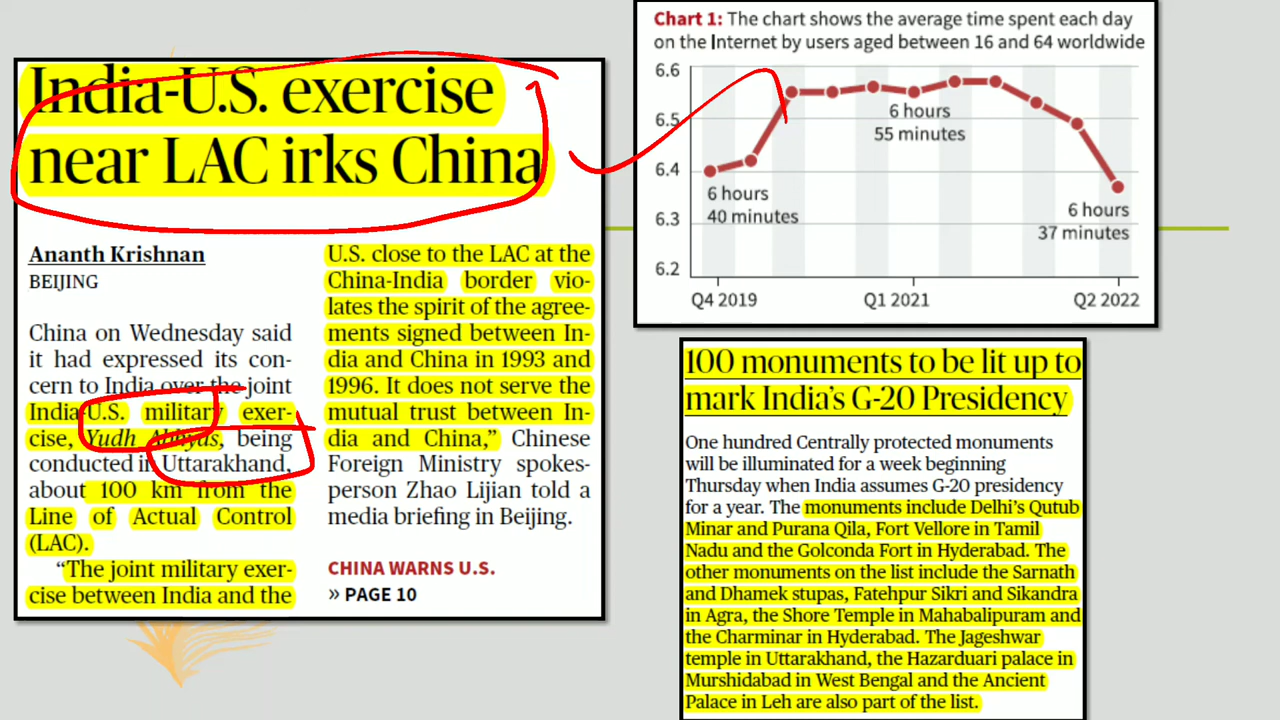 India-U.S. exercise
near LAC irks China
Ananth Krishnan
BEIJING
China on Wednesday said
it had expressed its con-
cern to India over the joint
India-U.S. military exer-
cise, Yudh Abhyas, being
conducted in Uttarakhand,
about 100 km from the
Line of Actual Control
(LAC).
“The joint military exer-
cise between India and the
U.S. close to the LAC at the
China-India border vio-
lates the spirit of the agree-
ments signed between In-
dia and China in 1993 and
1996. It does not serve the
mutual trust between In-
dia and China,” Chinese
Foreign Ministry spokes-
person Zhao Lijian told a
media briefing in Beijing.
CHINA WARNS U.S.
» PAGE 10
Chart 1: The chart shows the average time spent each day
on the Internet by users aged between 16 and 64 worldwide
6.6
6.5
6.4
6.3
6.2
6 hours
40 minutes
6 hours
55 minutes
6 hours
37 minutes
Q4 2019
Q1 2021
Q2 2022
100 monuments to be lit up to
mark India’s G-20 Presidency
One hundred Centrally protected monuments
will be illuminated for a week beginning
Thursday when India assumes G-20 presidency
for a year. The monuments include Delhi’s Qutub
Minar and Purana Qila, Fort Vellore in Tamil
Nadu and the Golconda Fort in Hyderabad. The
other monuments on the list include the Sarnath
and Dhamek stupas, Fatehpur Sikri and Sikandra
in Agra, the Shore Temple in Mahabalipuram and
the Charminar in Hyderabad. The Jageshwar
temple in Uttarakhand, the Hazarduari palace in
Murshidabad in West Bengal and the Ancient
Palace in Leh are also part of the list.